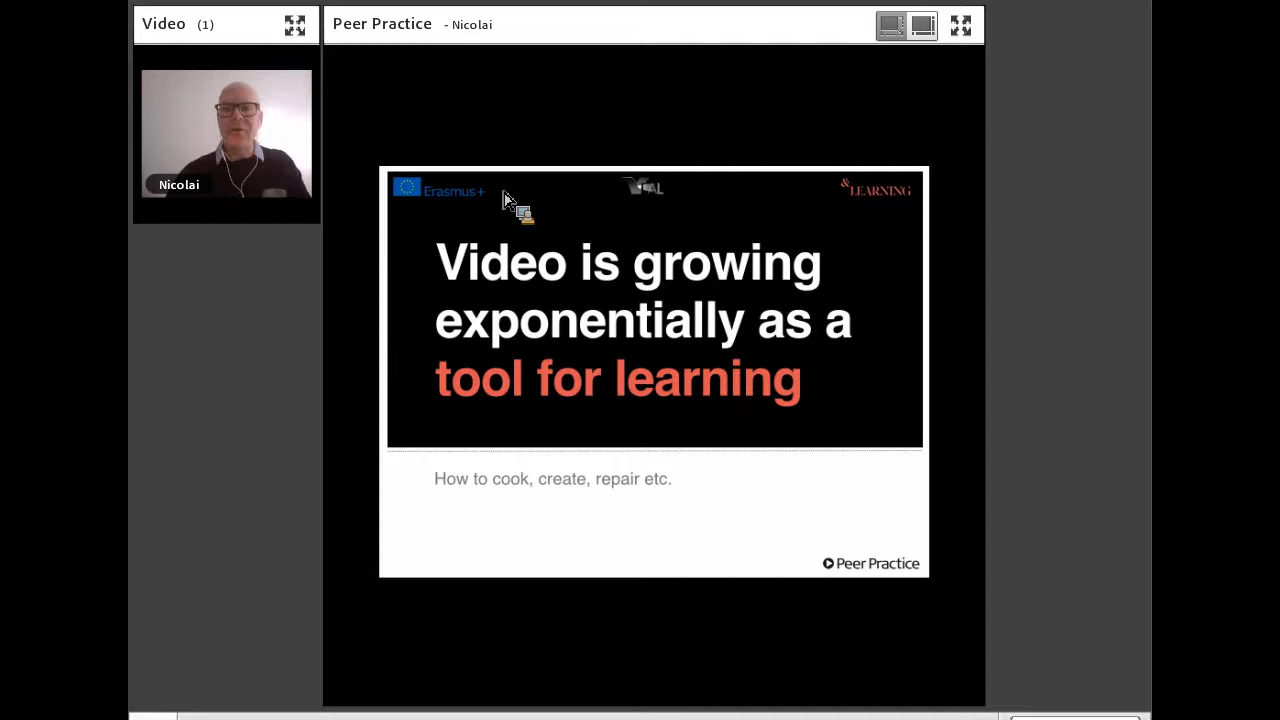 Video (1)
Peer Practice - Nicolai
Nicolai
Erasmus+
&LEARNING
Video is growing
exponentially as a
tool for learning
How to cook, create, repair etc.
Peer Practice